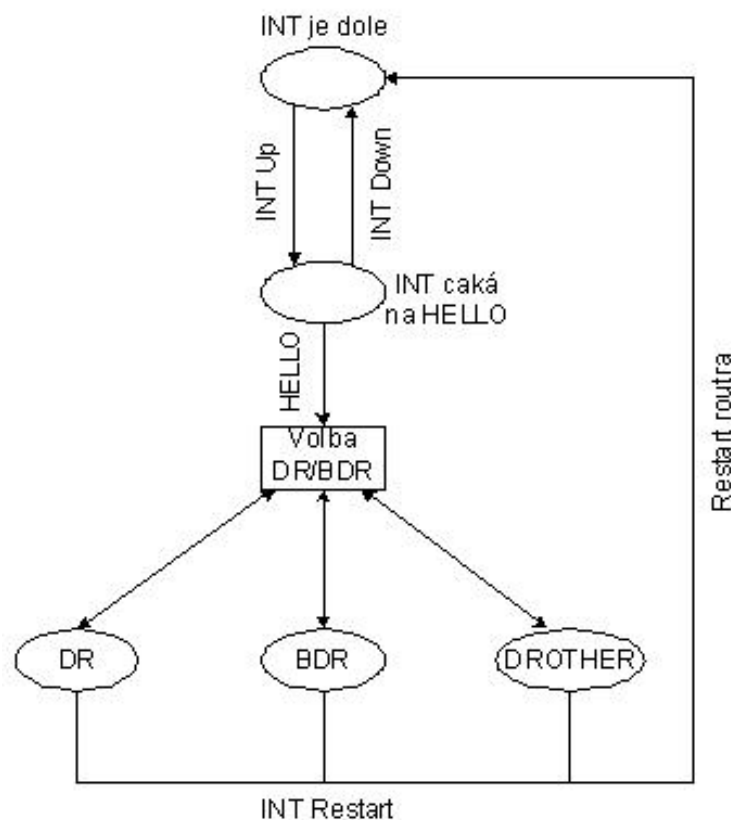 INT je dole
INT Up
INT Down
INT caká
na HELLO
HELLO
Volba
DR/BDR
Restart routra
DR
BDR
DROTHER
INT Restart